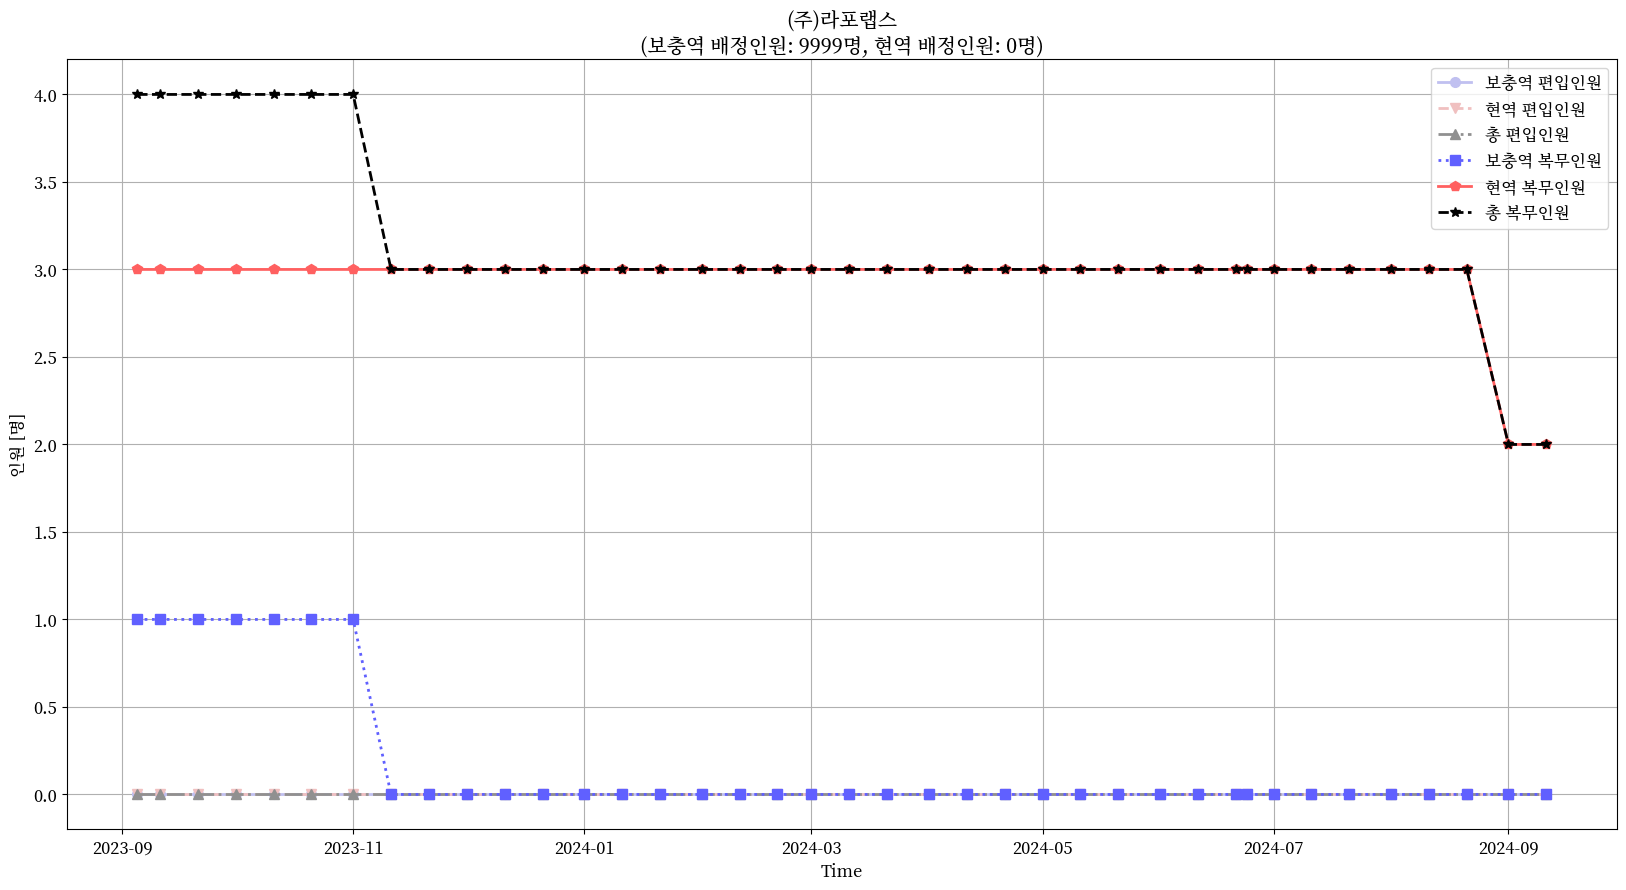 (주)라포랩스
(보충역 배정인원: 9999명, 현역 배정인원: 0명)
보충역 편입인원
현역 편입인원
총 편입인원
보충역 복무인원
현역 복무인원
총 복무인원
인원 [명]
4.0
3.5
3.0
2.5
2.0
1.5
1.0
0.5
0.0
2023-09
2023-11
2024-01
2024-03
2024-05
2024-07
2024-09
Time